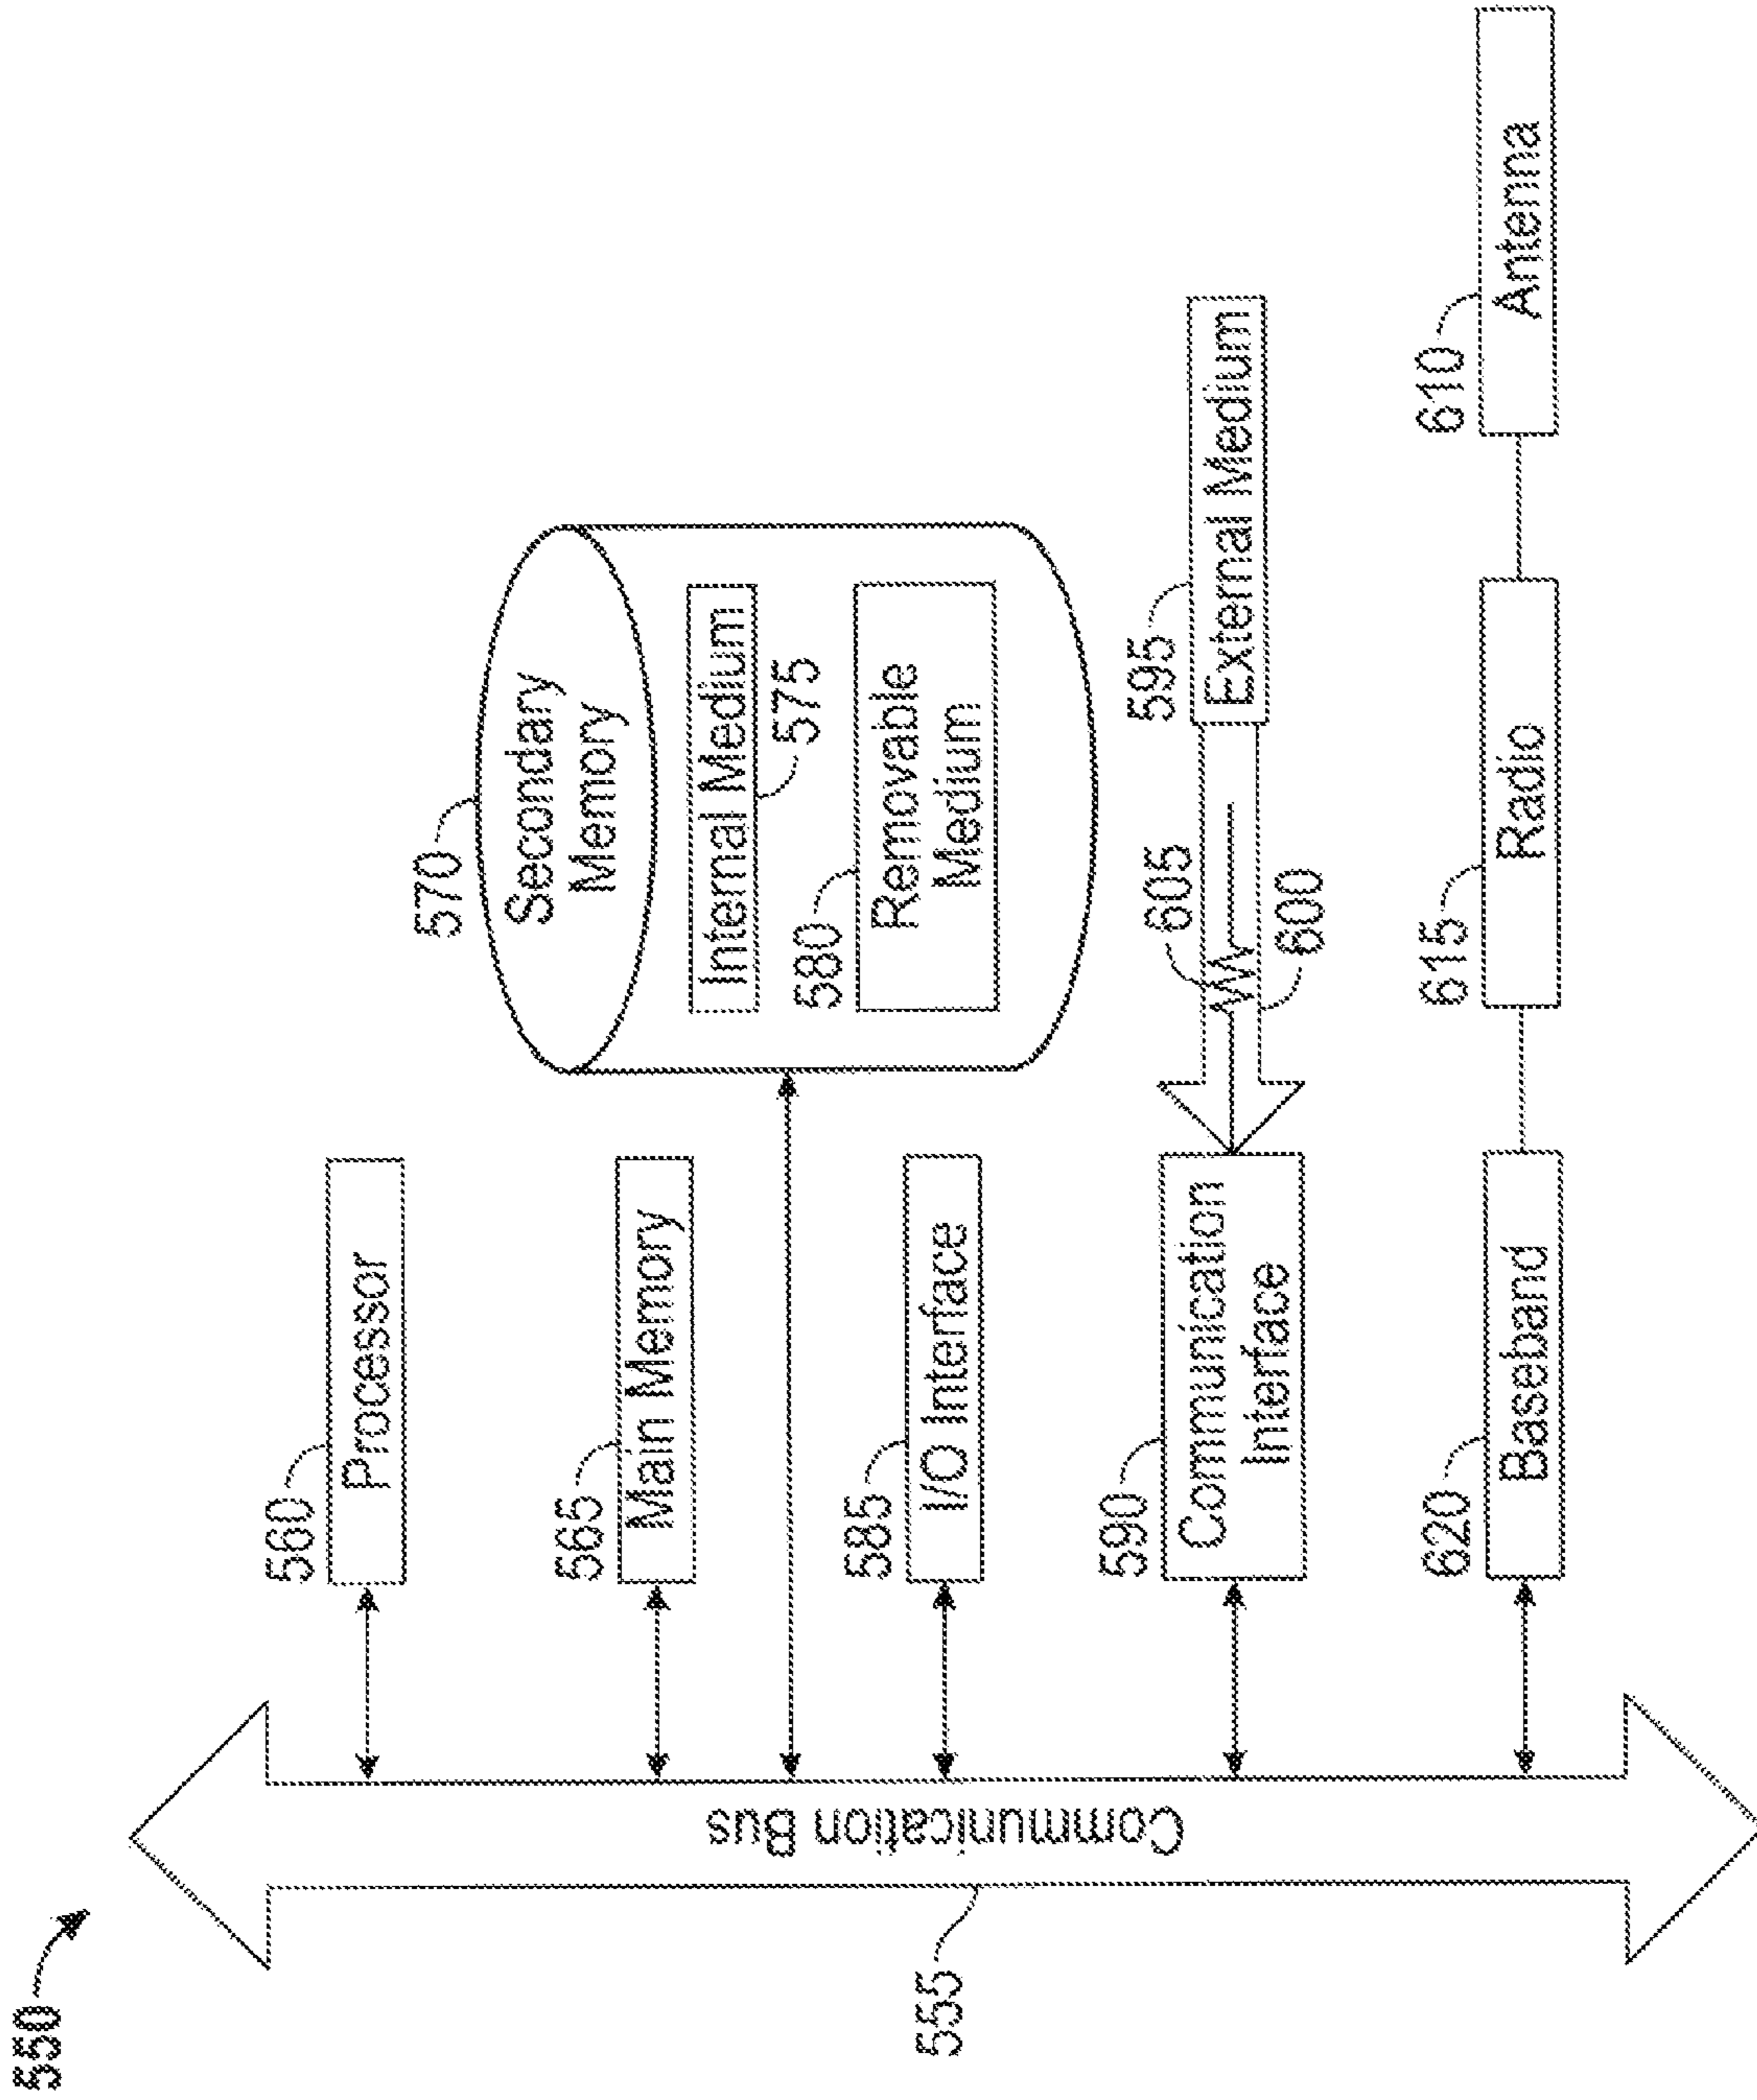 550
560
Processor
565
Main Memory
570
Secondary
Memory
Internal Medium
575
580
Removable
Medium
585
I/O Interface
590
Communication
Interface
595
External Medium
605
600
620
Baseband
615
Radio
610
Antenna
Communication Bus
555